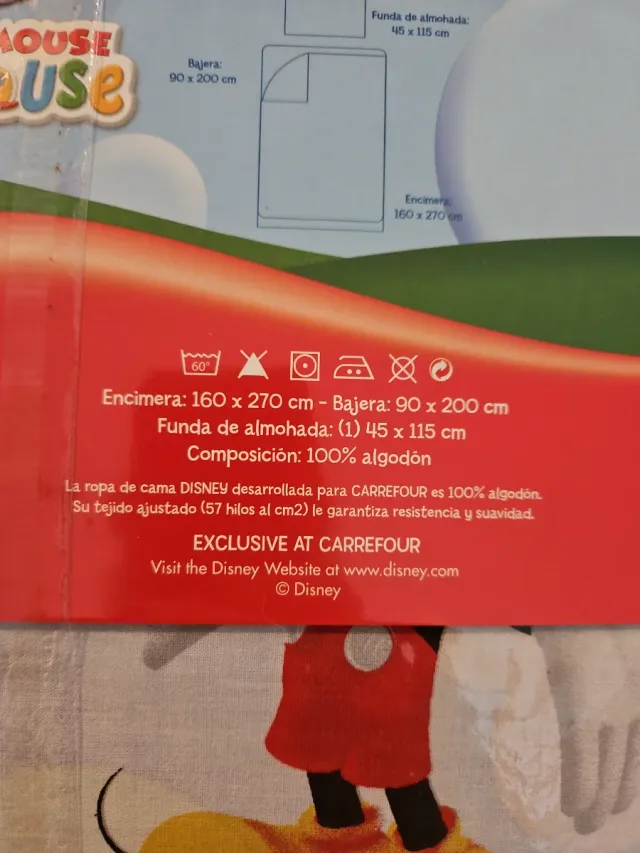 Funda de almohada:
45 x 115 cm
MOUSE
Bajera:
90 x 200 cm
Encimera:
160 x 270 cm
60°
Encimera: 160 x 270 cm - Bajera: 90 x 200 cm
Funda de almohada: (1) 45 x 115 cm
Composición: 100% algodón
La ropa de cama DISNEY desarrollada para CARREFOUR es 100% algodón.
Su tejido ajustado (57 hilos al cm2) le garantiza resistencia y suavidad.
EXCLUSIVE AT CARREFOUR
Visit the Disney Website at www.disney.com
© Disney